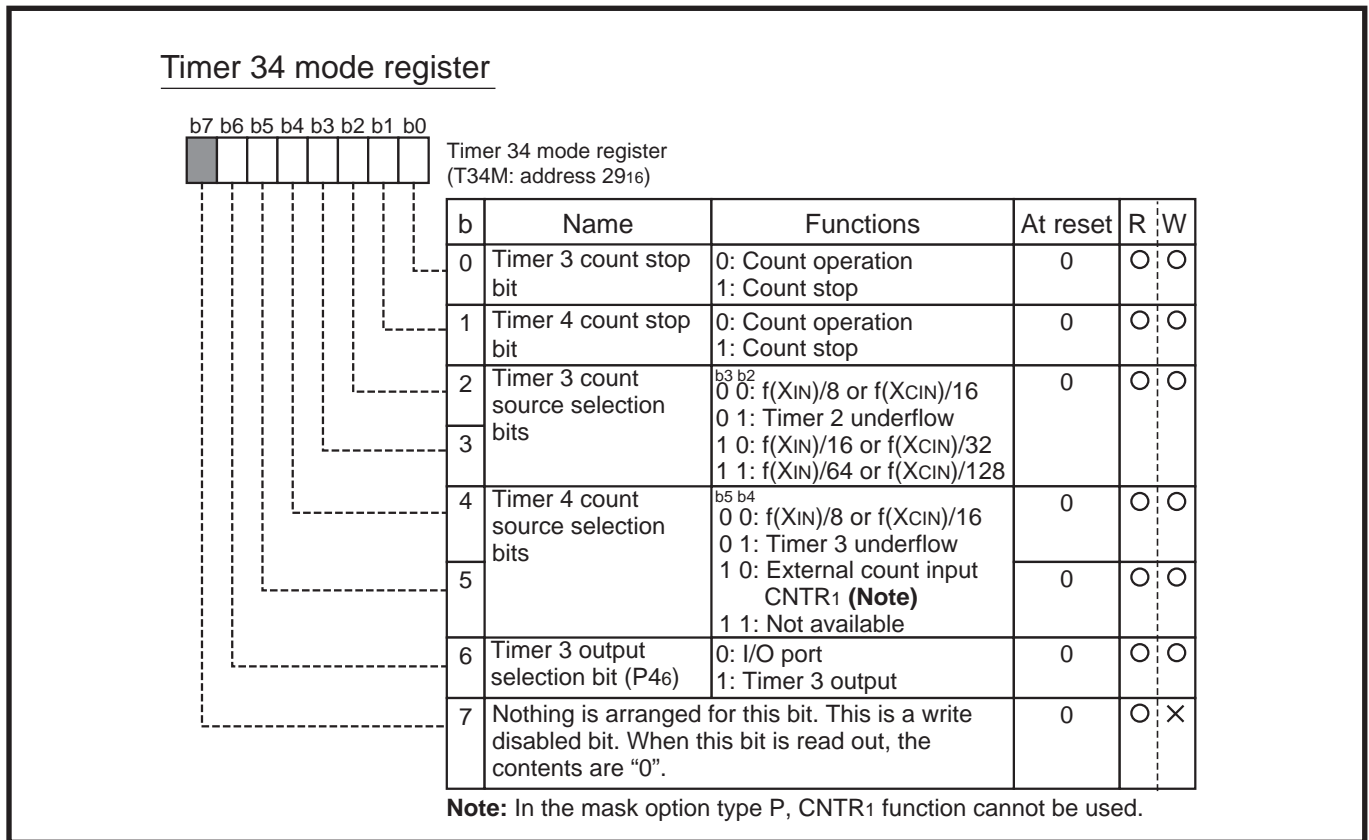 Timer 34 mode register
b7 b6 b5 b4 b3 b2 b1 b0
Timer 34 mode register
(T34M: address 2916)
b Name Functions At reset R W
0 Timer 3 count stop bit 0: Count operation 0 ○ ○
1: Count stop
1 Timer 4 count stop bit 0: Count operation 0 ○ ○
1: Count stop
2 Timer 3 count source selection bits b3 b2 0 ○ ○
0 0: f(XIN)/8 or f(XCIN)/16
0 1: Timer 2 underflow
3 1 0: f(XIN)/16 or f(XCIN)/32
1 1: f(XIN)/64 or f(XCIN)/128
4 Timer 4 count source selection bits b5 b4 0 ○ ○
0 0: f(XIN)/8 or f(XCIN)/16
0 1: Timer 3 underflow
5 1 0: External count input 0 ○ ○
CNTR1 (Note)
1 1: Not available
6 Timer 3 output selection bit (P46) 0: I/O port 0 ○ ○
1: Timer 3 output
7 Nothing is arranged for this bit. This is a write 0 ○ ×
disabled bit. When this bit is read out, the
contents are “0”.
Note: In the mask option type P, CNTR1 function cannot be used.